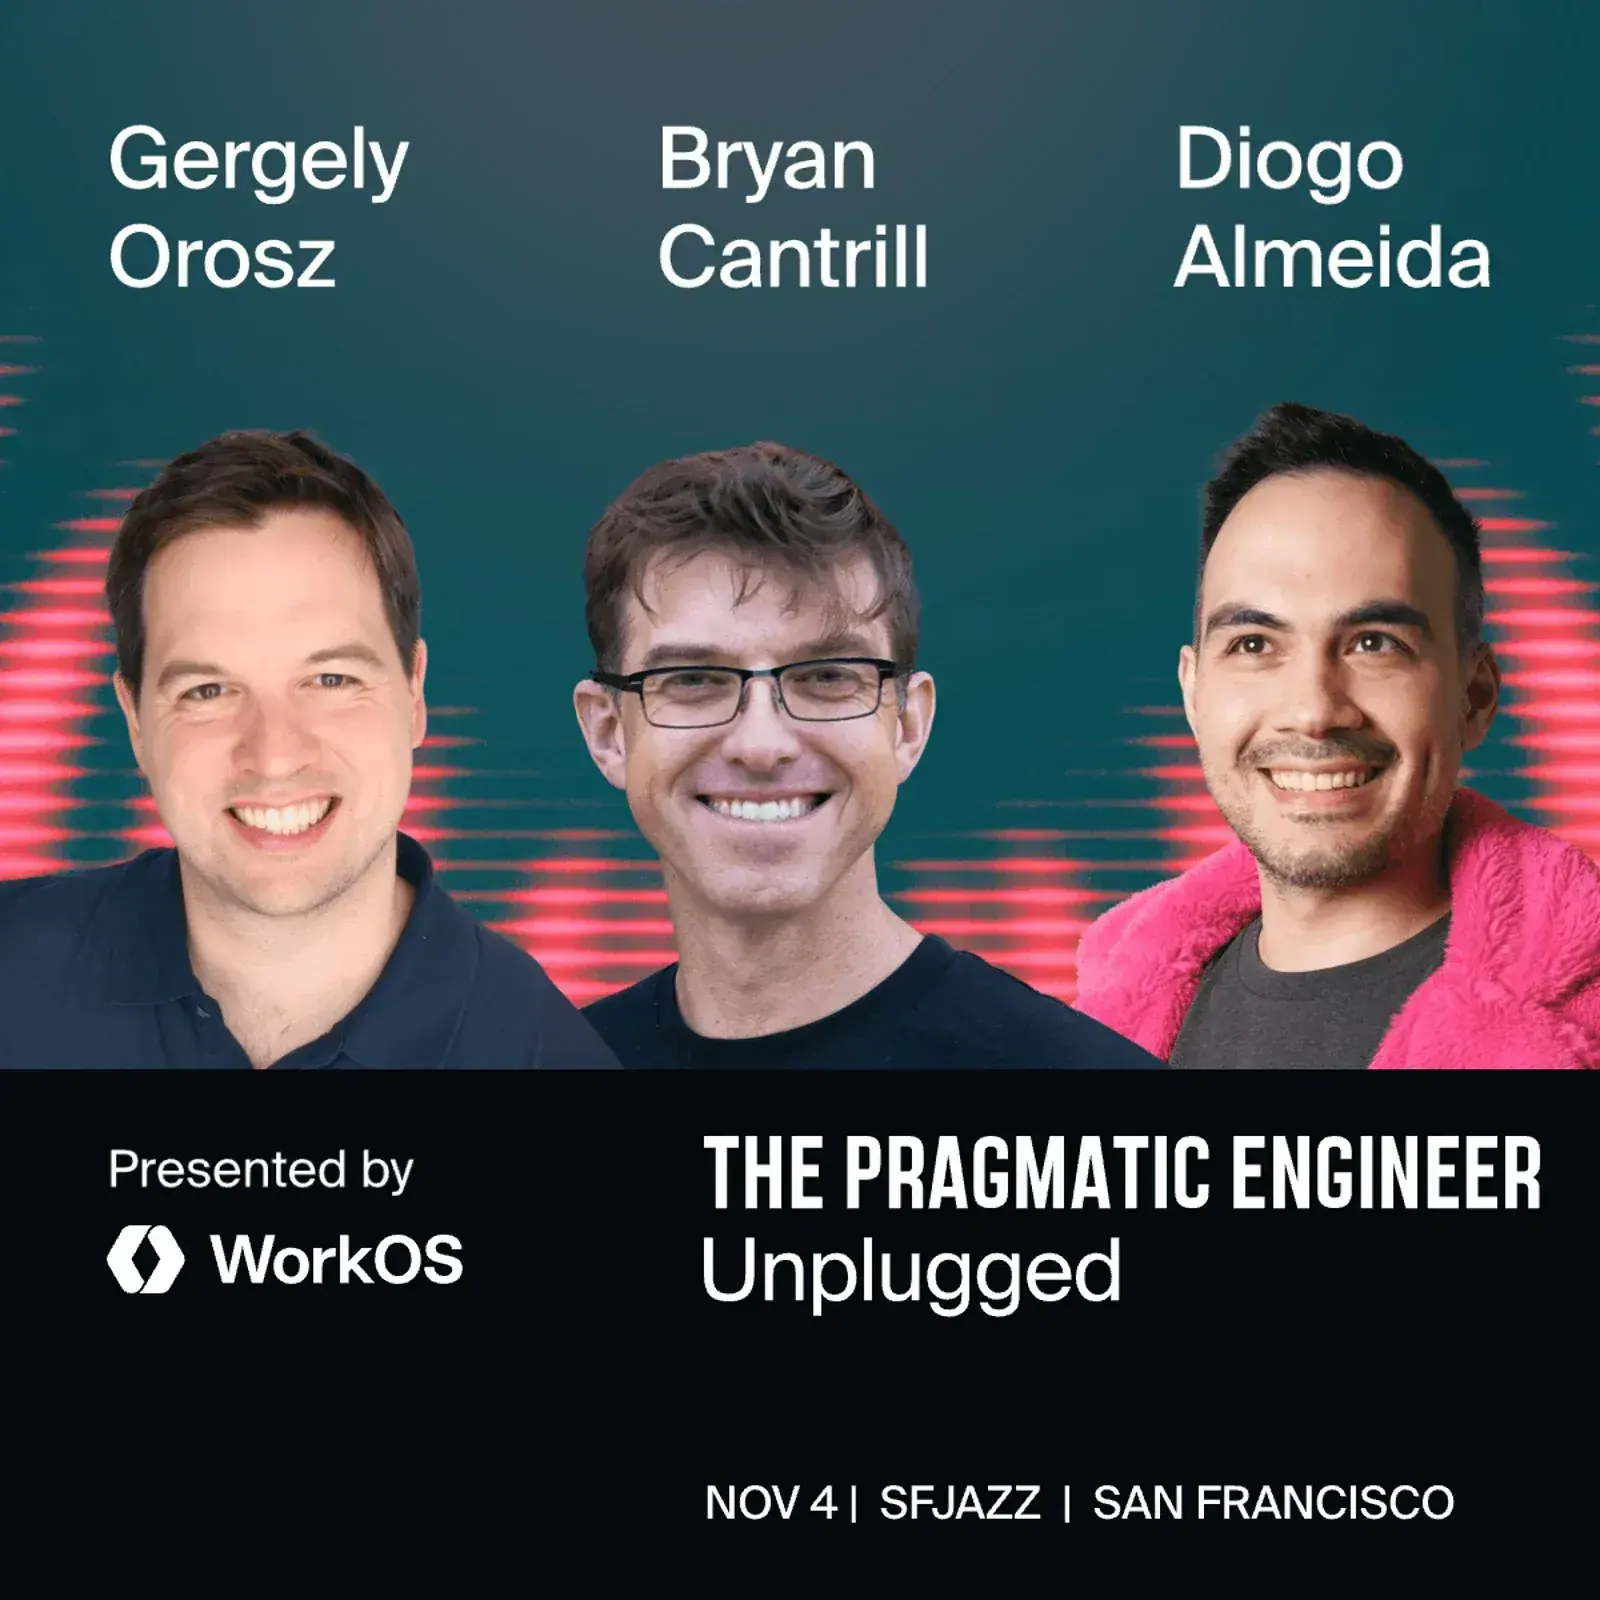 Gergely
Orosz
Bryan
Cantrill
Diogo
Almeida
Presented by
WorkOS
THE PRAGMATIC ENGINEER
Unplugged
NOV 4 | SFJAZZ | SAN FRANCISCO